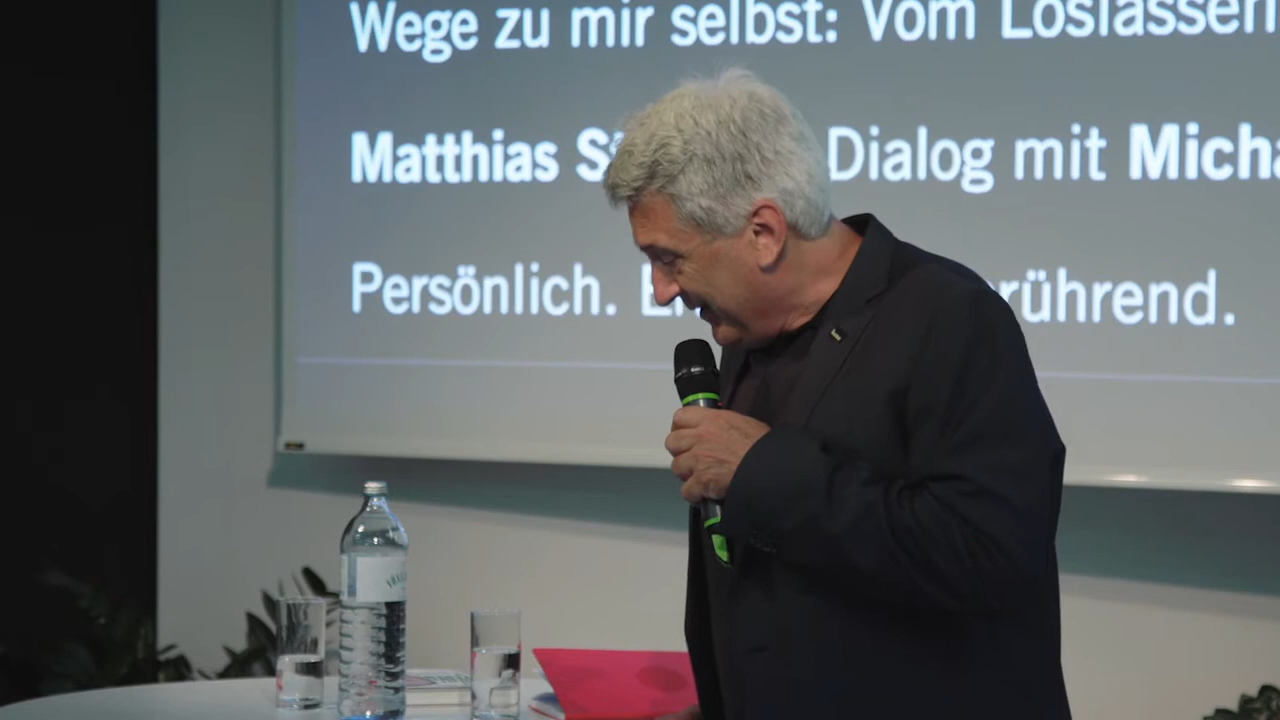 Wege zu mir selbst: Vom Loslassen
Matthias Dialog mit
Persönlich. rührend.